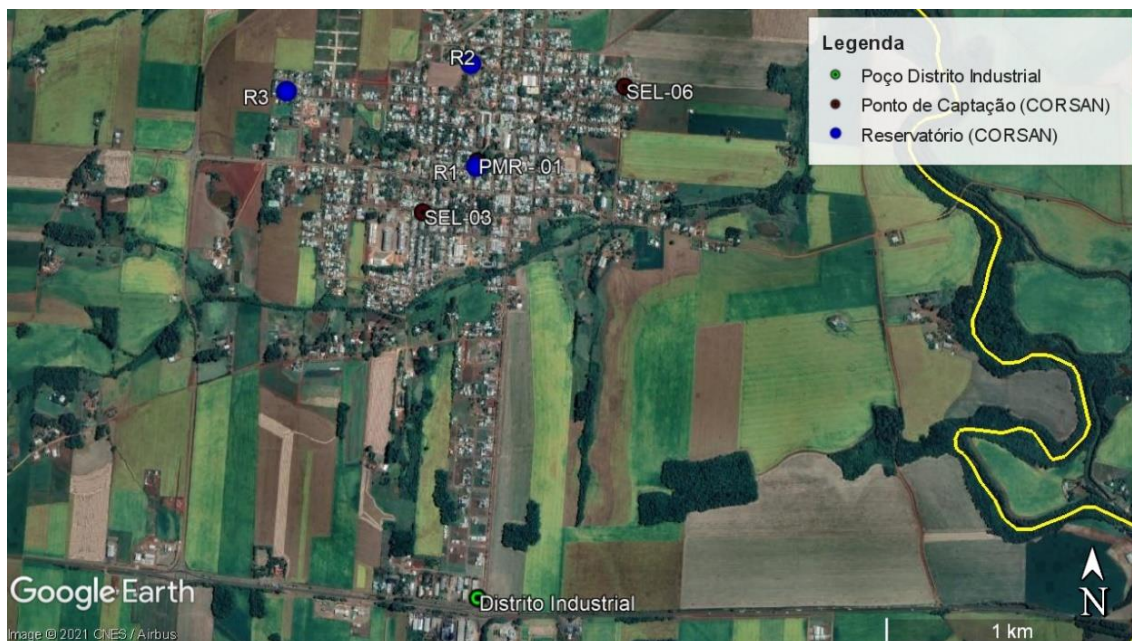 Legenda
Poço Distrito Industrial
Ponto de Captação (CORSAN)
Reservatório (CORSAN)
R2
R3
SEL-06
R1
PMR - 01
SEL-03
Distrito Industrial
Google Earth
Image © 2021 CNES / Airbus
N
1 km